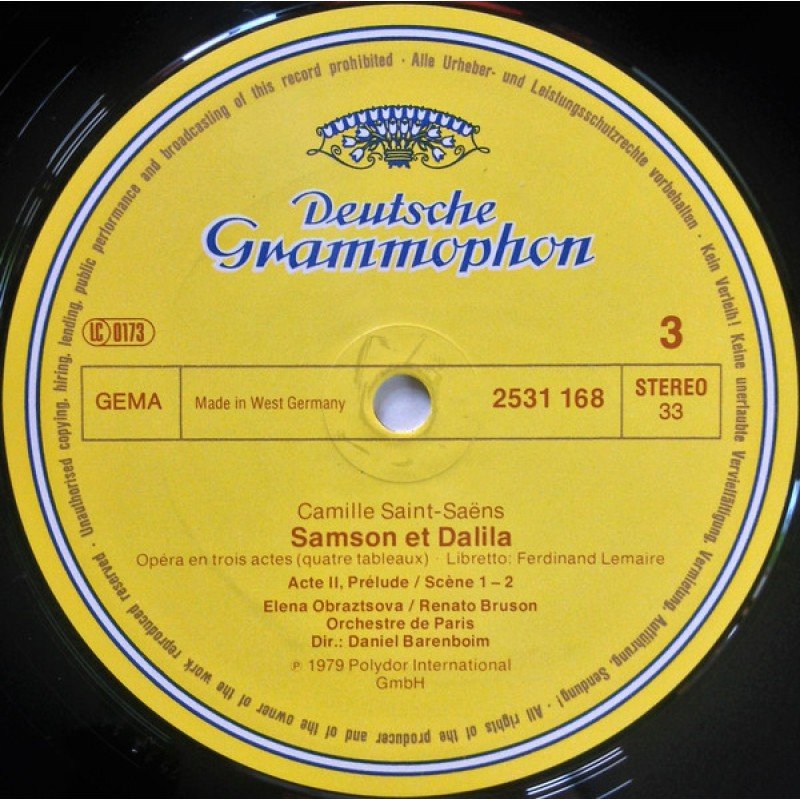 Unauthorised copying, hiring, lending, public performance and broadcasting of this record prohibited · Alle Urheber- und Leistungsschutzrechte vorbehalten · Kein Verleih! Keine unerlaubte Vervielfältigung, Vermietung, Aufführung, Sendung! · All rights of the producer and of the owner of the work reproduced reserved ·
Deutsche
Grammophon
LC 0173
3
GEMA
Made in West Germany
2531 168
STEREO
33
Camille Saint-Saëns
Samson et Dalila
Opéra en trois actes (quatre tableaux) · Libretto: Ferdinand Lemaire
Acte II, Prélude / Scène 1 – 2
Elena Obraztsova / Renato Bruson
Orchestre de Paris
Dir.: Daniel Barenboim
℗ 1979 Polydor International
GmbH